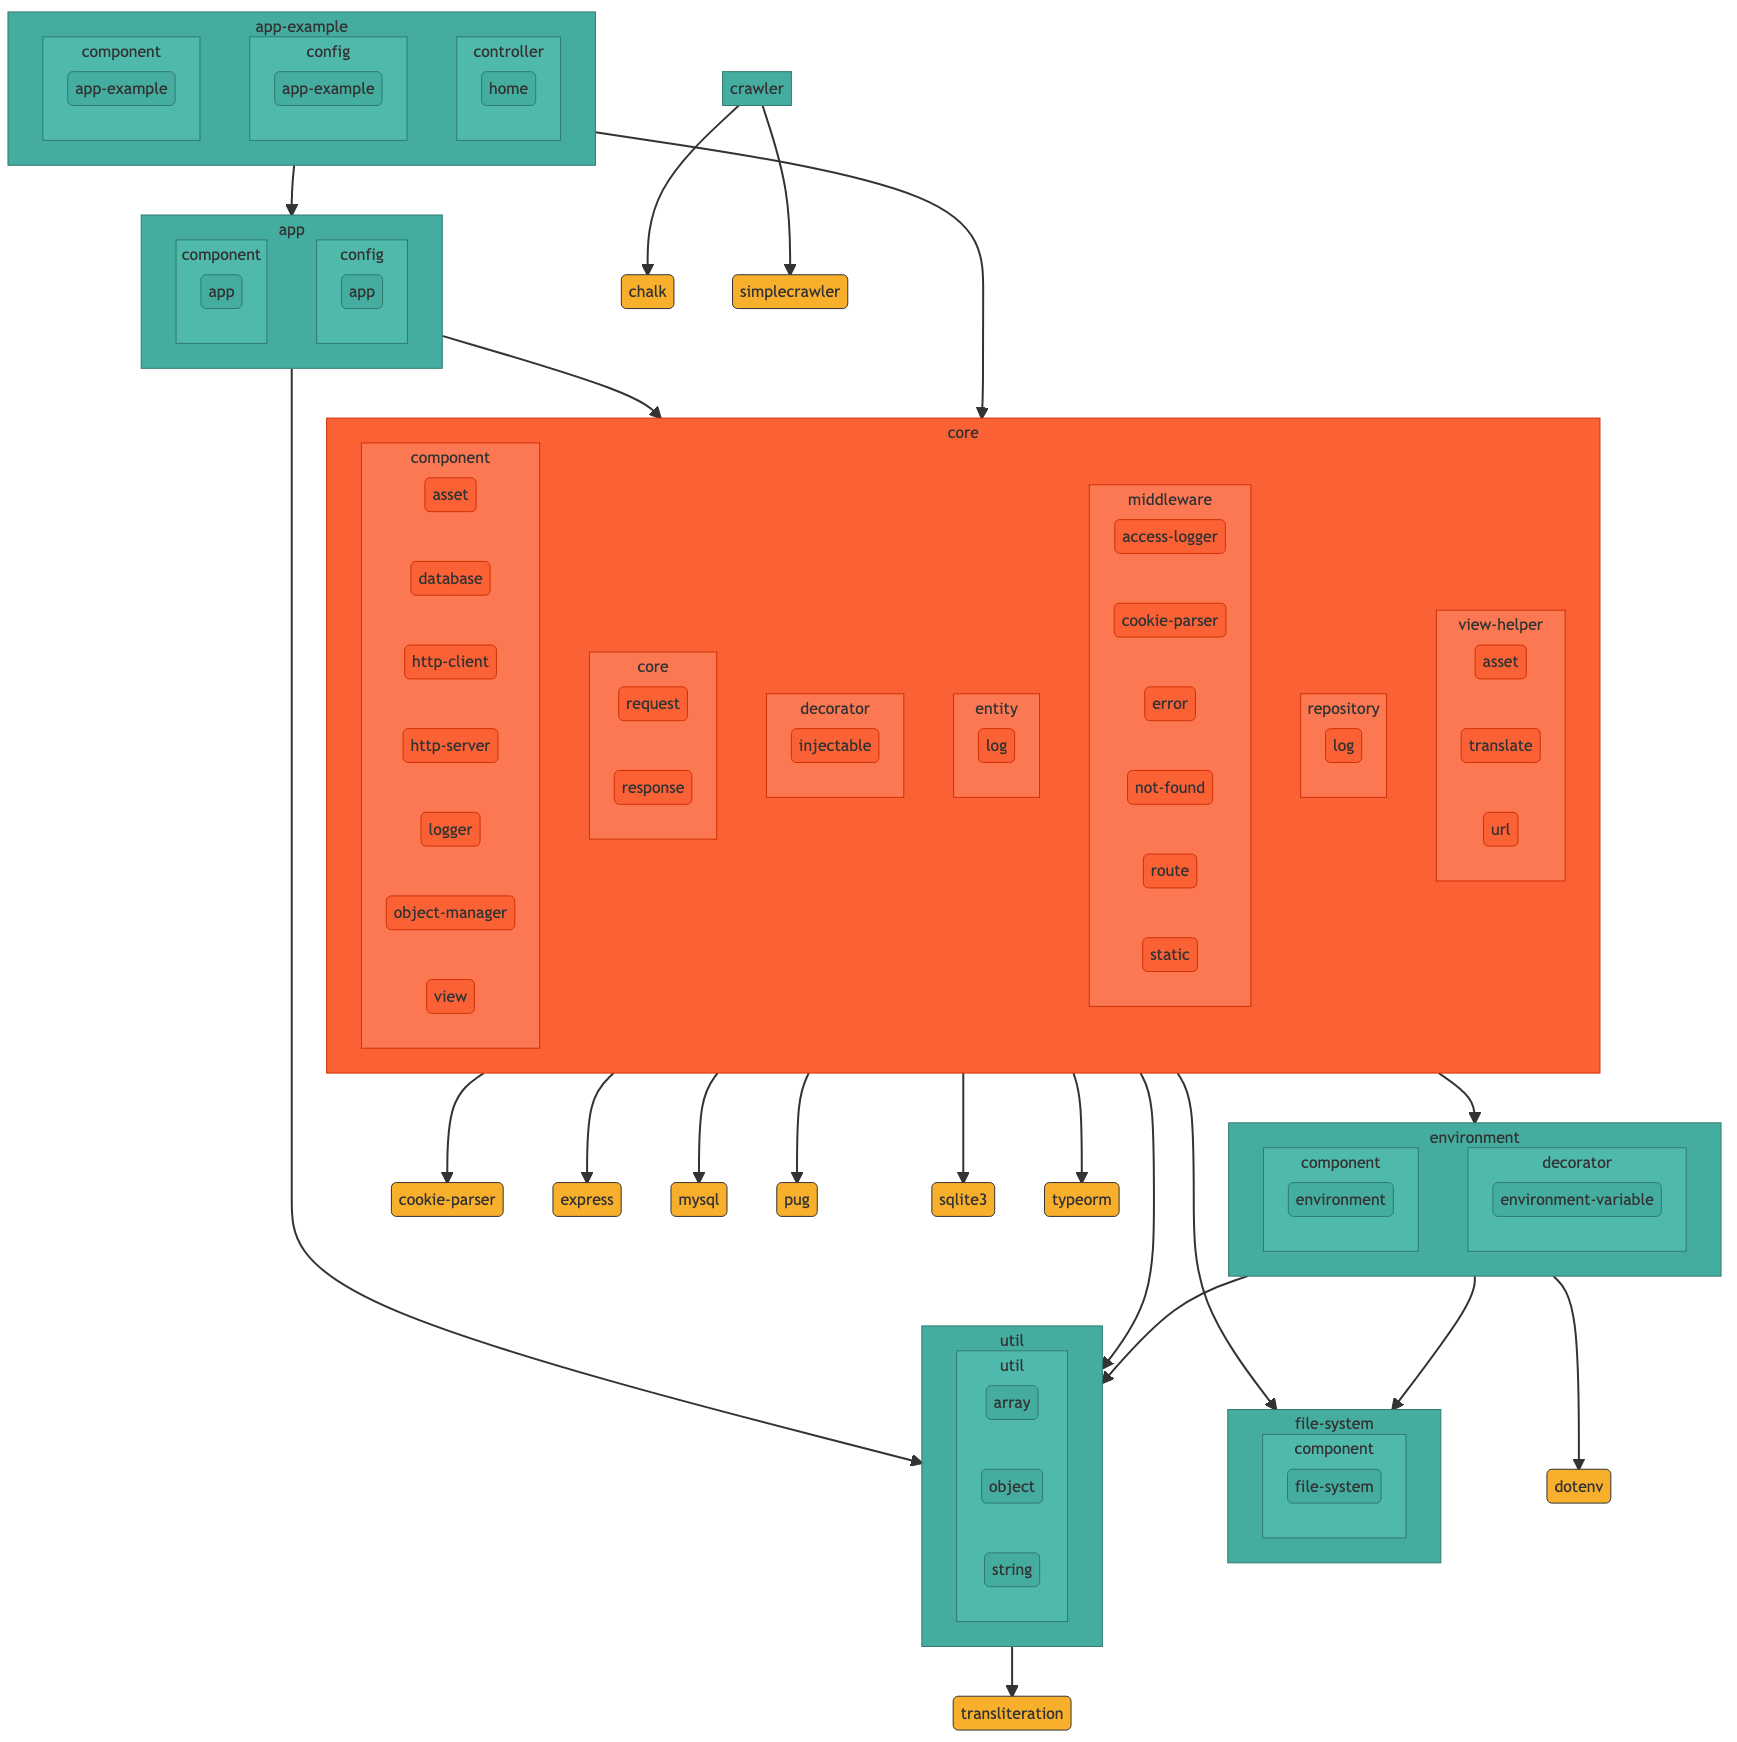 app-example
component
app-example
config
app-example
controller
home
crawler
app
component
app
config
app
chalk
simplecrawler
core
component
asset
database
http-client
http-server
logger
object-manager
view
core
request
response
decorator
injectable
entity
log
middleware
access-logger
cookie-parser
error
not-found
route
static
repository
log
view-helper
asset
translate
url
cookie-parser
express
mysql
pug
sqlite3
typeorm
environment
component
environment
decorator
environment-variable
util
util
array
object
string
file-system
component
file-system
dotenv
transliteration